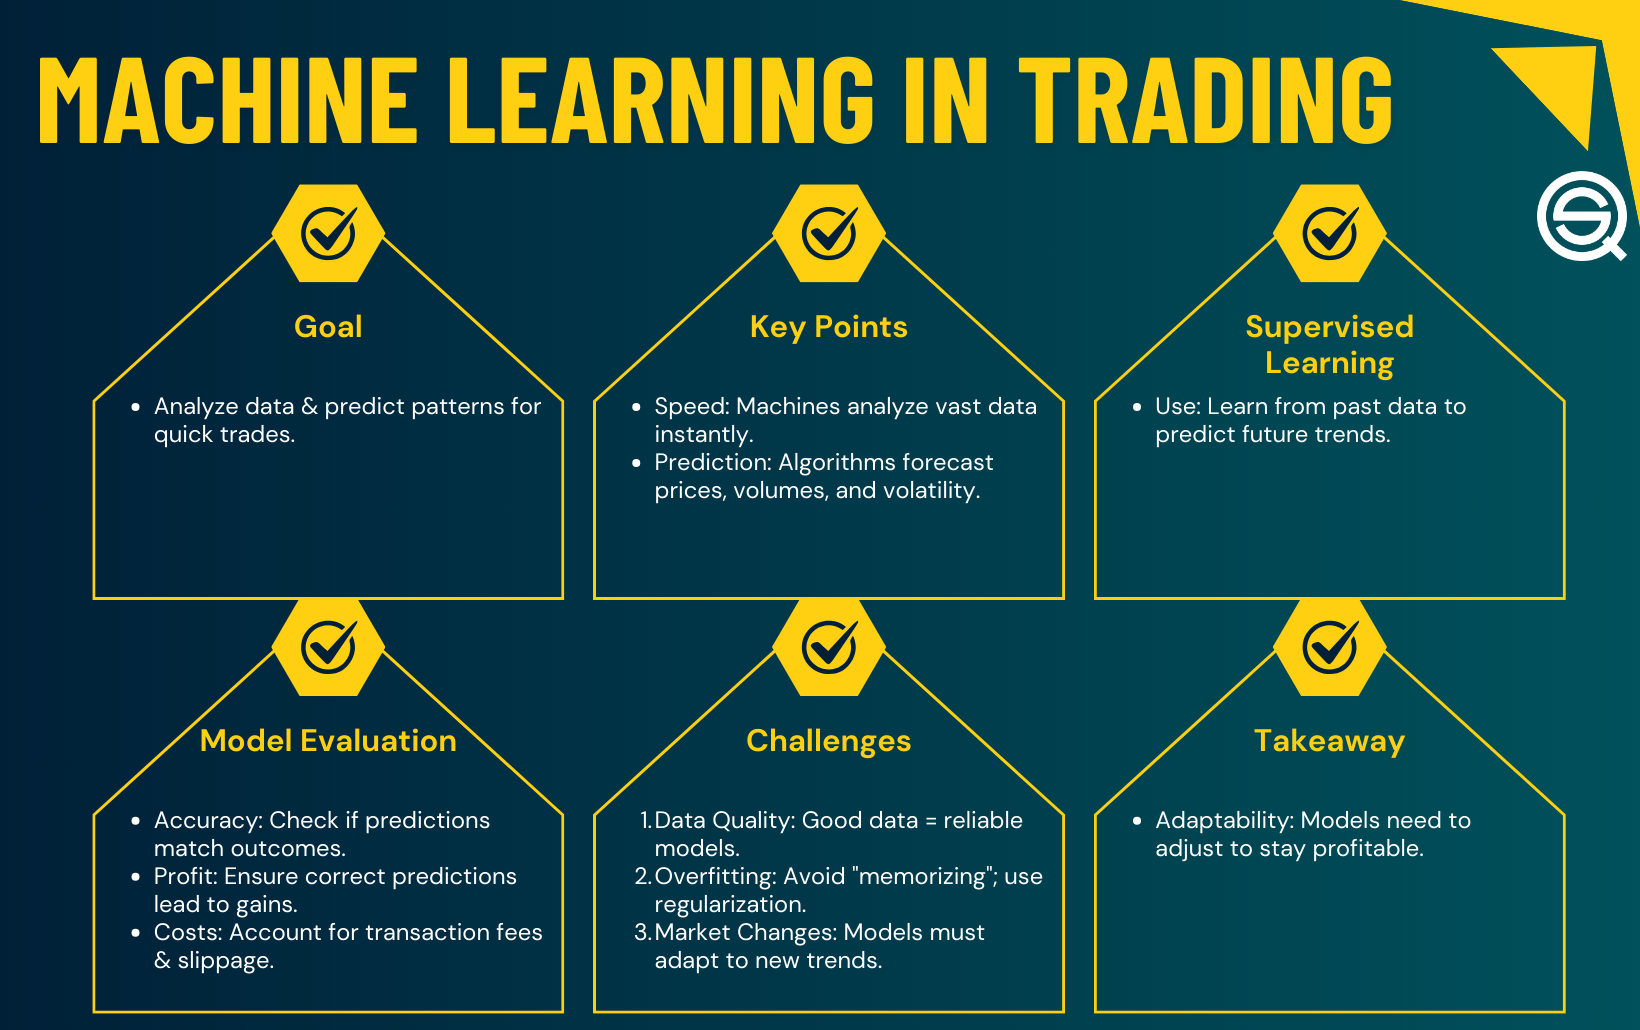 MACHINE LEARNING IN TRADING
Goal
• Analyze data & predict patterns for
quick trades.
Key Points
• Speed: Machines analyze vast data
instantly.
• Prediction: Algorithms forecast
prices, volumes, and volatility.
Supervised
Learning
• Use: Learn from past data to
predict future trends.
Model Evaluation
• Accuracy: Check if predictions
match outcomes.
• Profit: Ensure correct predictions
lead to gains.
• Costs: Account for transaction fees
& slippage.
Challenges
1. Data Quality: Good data = reliable
models.
2. Overfitting: Avoid "memorizing"; use
regularization.
3. Market Changes: Models must
adapt to new trends.
Takeaway
• Adaptability: Models need to
adjust to stay profitable.